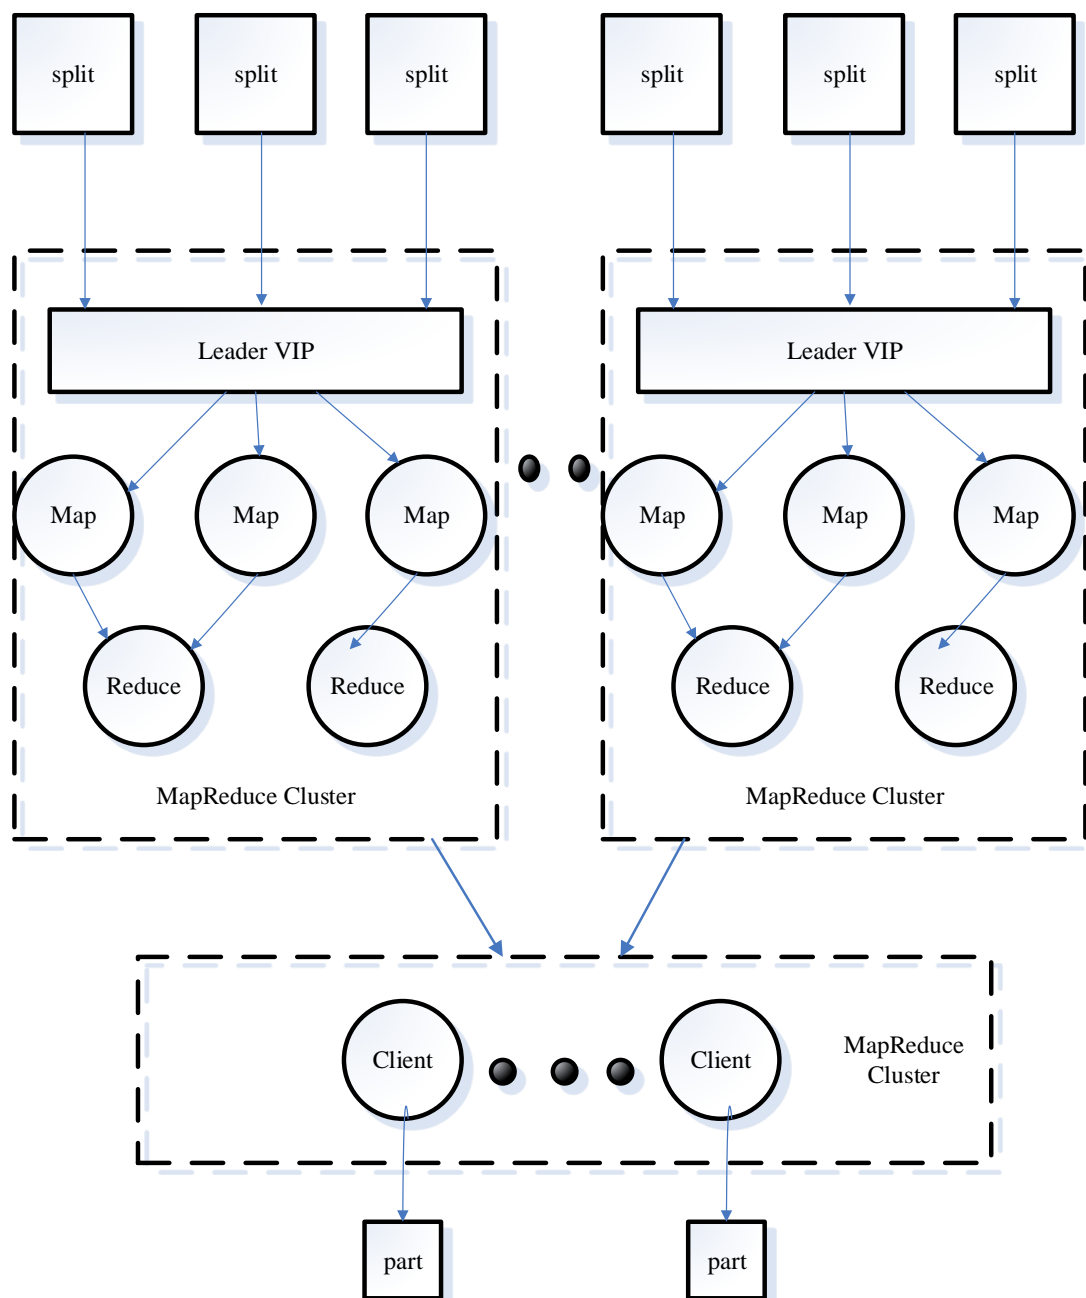 split
split
split
split
split
split
Leader VIP
Leader VIP
Map
Map
Map
Map
Map
Map
Reduce
Reduce
Reduce
Reduce
MapReduce Cluster
MapReduce Cluster
Client
Client
MapReduce
Cluster
part
part